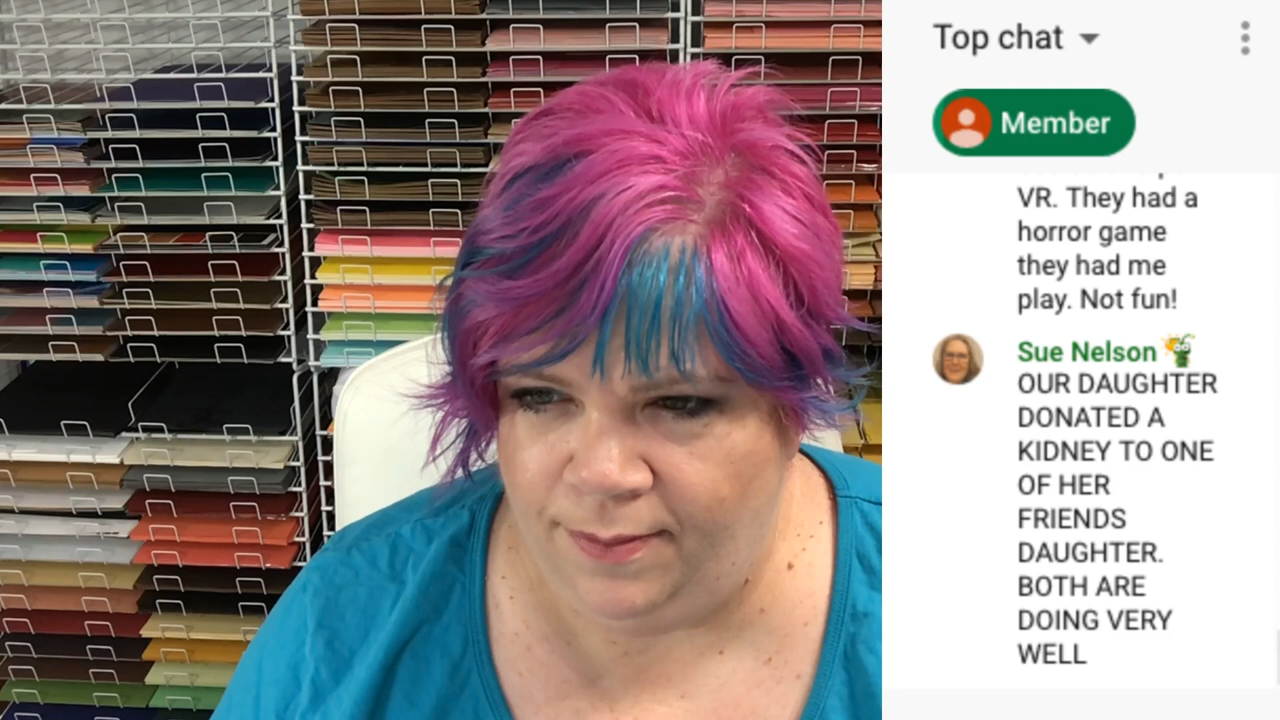 Top chat
Member
VR. They had a
horror game
they had me
play. Not fun!
Sue Nelson
OUR DAUGHTER
DONATED A
KIDNEY TO ONE
OF HER
FRIENDS
DAUGHTER.
BOTH ARE
DOING VERY
WELL